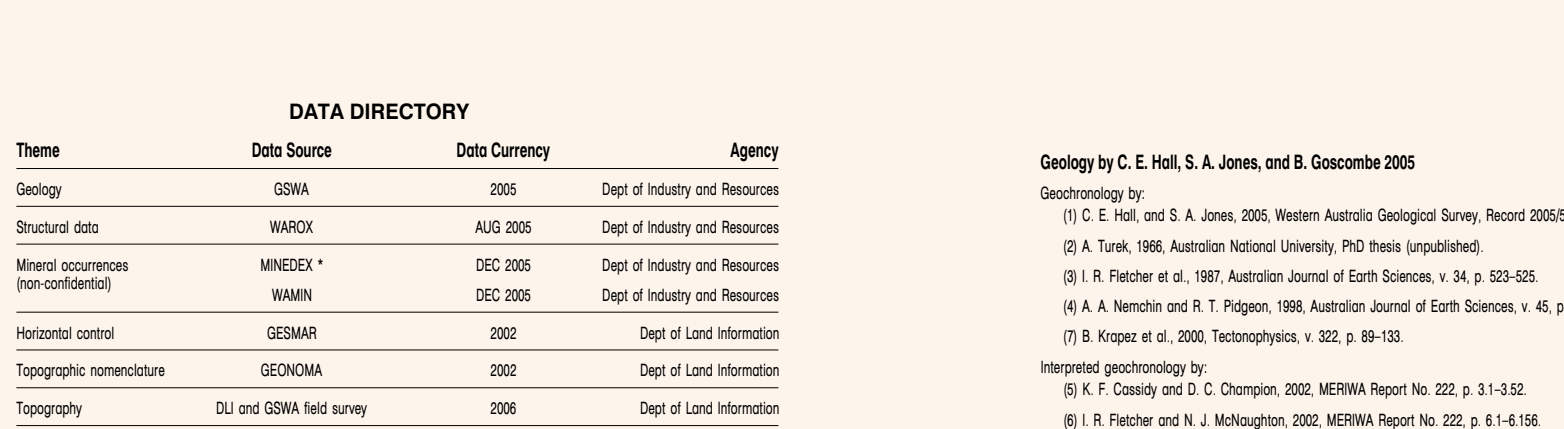 DATA DIRECTORY
Theme Data Source Data Currency Agency
Geology GSWA 2005 Dept of Industry and Resources
Structural data WAROX AUG 2005 Dept of Industry and Resources
Mineral occurrences MINEDEX * DEC 2005 Dept of Industry and Resources
(non-confidential)
WAMIN DEC 2005 Dept of Industry and Resources
Horizontal control GESMAR 2002 Dept of Land Information
Topographic nomenclature GEONOMA 2002 Dept of Land Information
Topography DLI and GSWA field survey 2006 Dept of Land Information
Geology by C. E. Hall, S. A. Jones, and B. Goscombe 2005
Geochronology by:
(1) C. E. Hall, and S. A. Jones, 2005, Western Australia Geological Survey, Record 2005/5
(2) A. Turek, 1966, Australian National University, PhD thesis (unpublished).
(3) I. R. Fletcher et al., 1987, Australian Journal of Earth Sciences, v. 34, p. 523–525.
(4) A. A. Nemchin and R. T. Pidgeon, 1998, Australian Journal of Earth Sciences, v. 45, p
(7) B. Krapez et al., 2000, Tectonophysics, v. 322, p. 89–133.
Interpreted geochronology by:
(5) K. F. Cassidy and D. C. Champion, 2002, MERIWA Report No. 222, p. 3.1–3.52.
(6) I. R. Fletcher and N. J. McNaughton, 2002, MERIWA Report No. 222, p. 6.1–6.156.